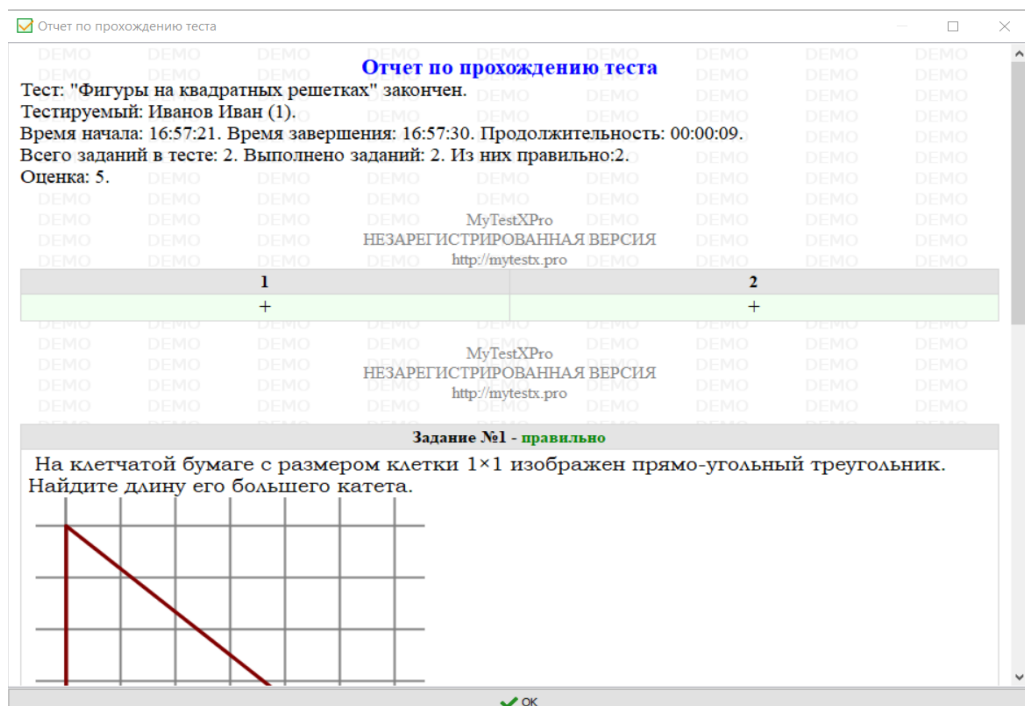 Отчет по прохождению теста
Отчет по прохождению теста
Тест: "Фигуры на квадратных решетках" закончен.
Тестируемый: Иванов Иван (1).
Время начала: 16:57:21. Время завершения: 16:57:30. Продолжительность: 00:00:09.
Всего заданий в тесте: 2. Выполнено заданий: 2. Из них правильно:2.
Оценка: 5.
MyTestXPro
НЕЗАРЕГИСТРИРОВАННАЯ ВЕРСИЯ
http://mytestx.pro
1 2
+ +
MyTestXPro
НЕЗАРЕГИСТРИРОВАННАЯ ВЕРСИЯ
http://mytestx.pro
Задание №1 - правильно
На клетчатой бумаге с размером клетки 1×1 изображен прямо-угольный треугольник.
Найдите длину его большего катета.
OK